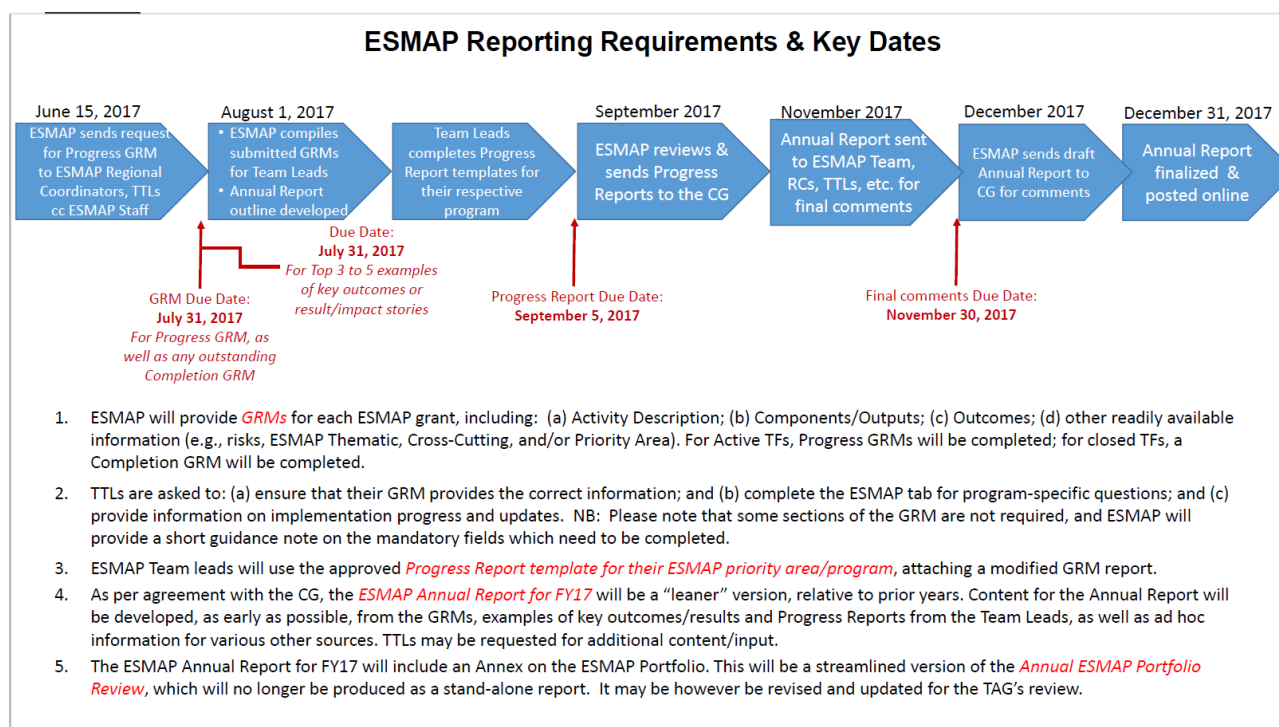 ESMAP Reporting Requirements & Key Dates
June 15, 2017
ESMAP sends request
for Progress GRM
to ESMAP Regional
Coordinators, TTLs
cc ESMAP Staff
August 1, 2017
• ESMAP compiles
submitted GRMs
for Team Leads
• Annual Report
outline developed
Team Leads
completes Progress
Report templates for
their respective
program
September 2017
ESMAP reviews &
sends Progress
Reports to the CG
November 2017
Annual Report sent
to ESMAP Team,
RCs, TTLs, etc. for
final comments
December 2017
ESMAP sends draft
Annual Report to
CG for comments
December 31, 2017
Annual Report
finalized &
posted online
GRM Due Date:
July 31, 2017
For Progress GRM, as
well as any outstanding
Completion GRM
Due Date:
July 31, 2017
For Top 3 to 5 examples
of key outcomes or
result/impact stories
Progress Report Due Date:
September 5, 2017
Final comments Due Date:
November 30, 2017
1. ESMAP will provide GRMs for each ESMAP grant, including: (a) Activity Description; (b) Components/Outputs; (c) Outcomes; (d) other readily available
information (e.g., risks, ESMAP Thematic, Cross-Cutting, and/or Priority Area). For Active TFs, Progress GRMs will be completed; for closed TFs, a
Completion GRM will be completed.
2. TTLs are asked to: (a) ensure that their GRM provides the correct information; and (b) complete the ESMAP tab for program-specific questions; and (c)
provide information on implementation progress and updates. NB: Please note that some sections of the GRM are not required, and ESMAP will
provide a short guidance note on the mandatory fields which need to be completed.
3. ESMAP Team leads will use the approved Progress Report template for their ESMAP priority area/program, attaching a modified GRM report.
4. As per agreement with the CG, the ESMAP Annual Report for FY17 will be a “leaner” version, relative to prior years. Content for the Annual Report will
be developed, as early as possible, from the GRMs, examples of key outcomes/results and Progress Reports from the Team Leads, as well as ad hoc
information for various other sources. TTLs may be requested for additional content/input.
5. The ESMAP Annual Report for FY17 will include an Annex on the ESMAP Portfolio. This will be a streamlined version of the Annual ESMAP Portfolio
Review, which will no longer be produced as a stand-alone report. It may be however be revised and updated for the TAG’s review.